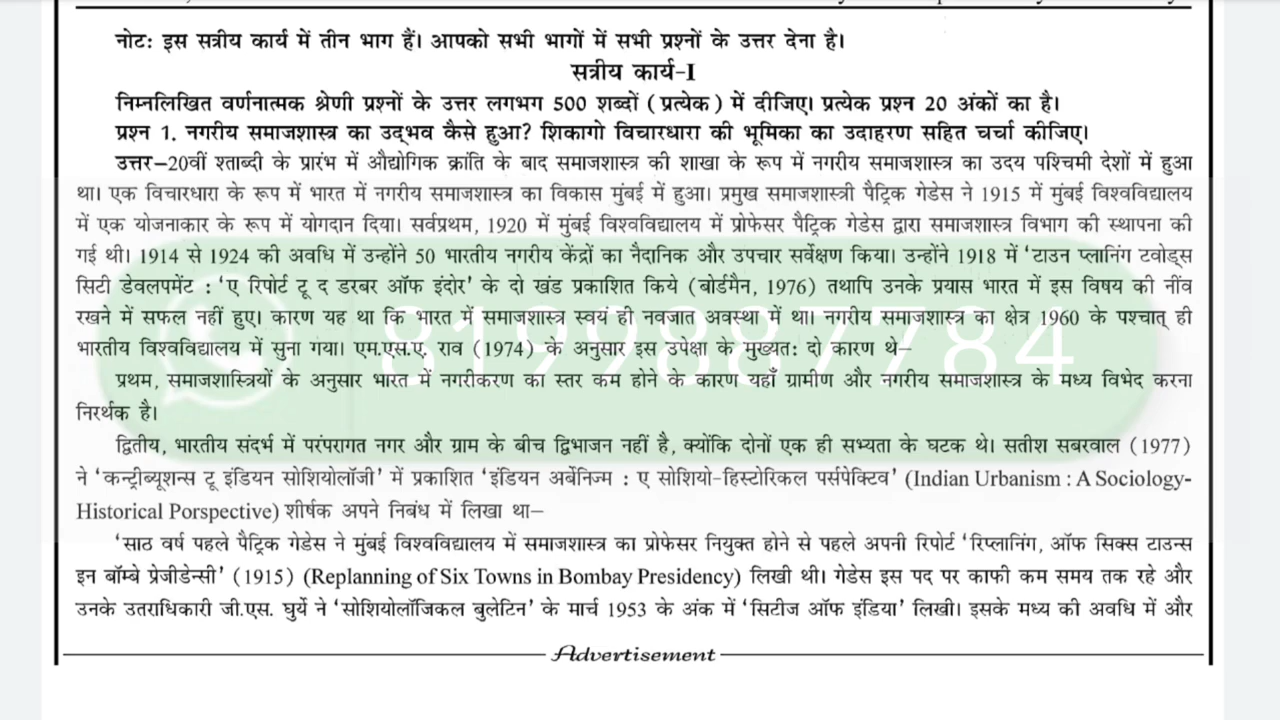 नोट: इस सत्रीय कार्य में तीन भाग हैं। आपको सभी भागों में सभी प्रश्नों के उत्तर देना है।
सत्रीय कार्य-I
निम्नलिखित वर्णनात्मक श्रेणी प्रश्नों के उत्तर लगभग 500 शब्दों (प्रत्येक) में दीजिए। प्रत्येक प्रश्न 20 अंकों का है।
प्रश्न 1. नगरीय समाजशास्त्र का उद्भव कैसे हुआ? शिकागो विचारधारा की भूमिका का उदाहरण सहित चर्चा कीजिए।
उत्तर–20वीं श्ताब्दी के प्रारंभ में औद्योगिक क्रांति के बाद समाजशास्त्र की शाखा के रूप में नगरीय समाजशास्त्र का उदय पश्चिमी देशों में हुआ
था। एक विचारधारा के रूप में भारत में नगरीय समाजशास्त्र का विकास मुंबई में हुआ। प्रमुख समाजशास्त्री पैट्रिक गेडेस ने 1915 में मुंबई विश्वविद्यालय
में एक योजनाकार के रूप में योगदान दिया। सर्वप्रथम, 1920 में मुंबई विश्वविद्यालय में प्रोफेसर पैट्रिक गेडेस द्वारा समाजशास्त्र विभाग की स्थापना की
गई थी। 1914 से 1924 की अवधि में उन्होंने 50 भारतीय नगरीय केंद्रों का नैदानिक और उपचार सर्वेक्षण किया। उन्होंने 1918 में 'टाउन प्लानिंग टवोड्स
सिटी डेवलपमेंट : 'ए रिपोर्ट टू द डरबर ऑफ इंदोर' के दो खंड प्रकाशित किये (बोर्डमैन, 1976) तथापि उनके प्रयास भारत में इस विषय की नींव
रखने में सफल नहीं हुए। कारण यह था कि भारत में समाजशास्त्र स्वयं ही नवजात अवस्था में था। नगरीय समाजशास्त्र का क्षेत्र 1960 के पश्चात् ही
भारतीय विश्वविद्यालय में सुना गया। एम.एस.ए. राव (1974) के अनुसार इस उपेक्षा के मुख्यत: दो कारण थे–
8199887784
प्रथम, समाजशास्त्रियों के अनुसार भारत में नगरीकरण का स्तर कम होने के कारण यहाँ ग्रामीण और नगरीय समाजशास्त्र के मध्य विभेद करना
निरर्थक है।
द्वितीय, भारतीय संदर्भ में परंपरागत नगर और ग्राम के बीच द्विभाजन नहीं है, क्योंकि दोनों एक ही सभ्यता के घटक थे। सतीश सबरवाल (1977)
ने 'कन्ट्रीब्यूशन्स टू इंडियन सोशियोलॉजी' में प्रकाशित 'इंडियन अर्बेनिज्म : ए सोशियो-हिस्टोरिकल पर्सपेक्टिव' (Indian Urbanism : A Sociology-
Historical Porspective) शीर्षक अपने निबंध में लिखा था–
'साठ वर्ष पहले पैट्रिक गेडेस ने मुंबई विश्वविद्यालय में समाजशास्त्र का प्रोफेसर नियुक्त होने से पहले अपनी रिपोर्ट 'रिप्लानिंग, ऑफ सिक्स टाउन्स
इन बॉम्बे प्रेजीडेन्सी' (1915) (Replanning of Six Towns in Bombay Presidency) लिखी थी। गेडेस इस पद पर काफी कम समय तक रहे और
उनके उतराधिकारी जी.एस. घुर्ये ने 'सोशियोलॉजिकल बुलेटिन' के मार्च 1953 के अंक में 'सिटीज ऑफ इंडिया' लिखी। इसके मध्य की अवधि में और
Advertisement